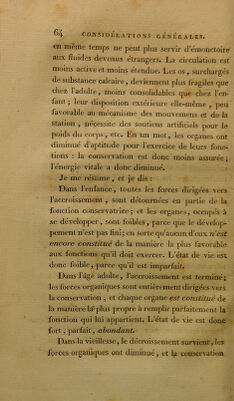 64 CONSIDÉRATIONS GÉNÉRALES.
en même temps ne peut plus servir d'émonctoire
aux fluides devenus étrangers. La circulation est
moins active et moins étendue. Les os, surchargés
de substance calcaire, deviennent plus fragiles que
chez l'adulte, moins consolidables que chez l'en-
fant ; leur disposition extérieure elle-même, peu
favorable au mécanisme des mouvemens et de la
station, nécessite des soutiens artificiels pour le
poids du corps, etc. En un mot, les organes ont
diminué d'aptitude pour l'exercice de leurs fonc-
tions : la conservation est donc moins assurée ;
l'énergie vitale a donc diminué.
Je me résume, et je dis :
Dans l'enfance, toutes les forces dirigées vers
l'accroissement, sont détournées en partie de la
fonction conservatrice ; et les organes, occupés à
se développer, sont foibles, parce que le dévelop-
pement n'est pas fini ; en sorte qu'aucun d'eux n'est
encore constitué de la manière la plus favorable
aux fonctions qu'il doit exercer. L'état de vie est
donc foible, parce qu'il est imparfait.
Dans l'âge adulte, l'accroissement est terminé ;
les forces organiques sont entièrement dirigées vers
la conservation, et chaque organe est constitué de
la manière la plus propre à remplir parfaitement la
fonction qui lui appartient. L'état de vie est donc
fort, parfait, abondant.
Dans la vieillesse, le décroissement survient, les
forces organiques ont diminué, et la conservation